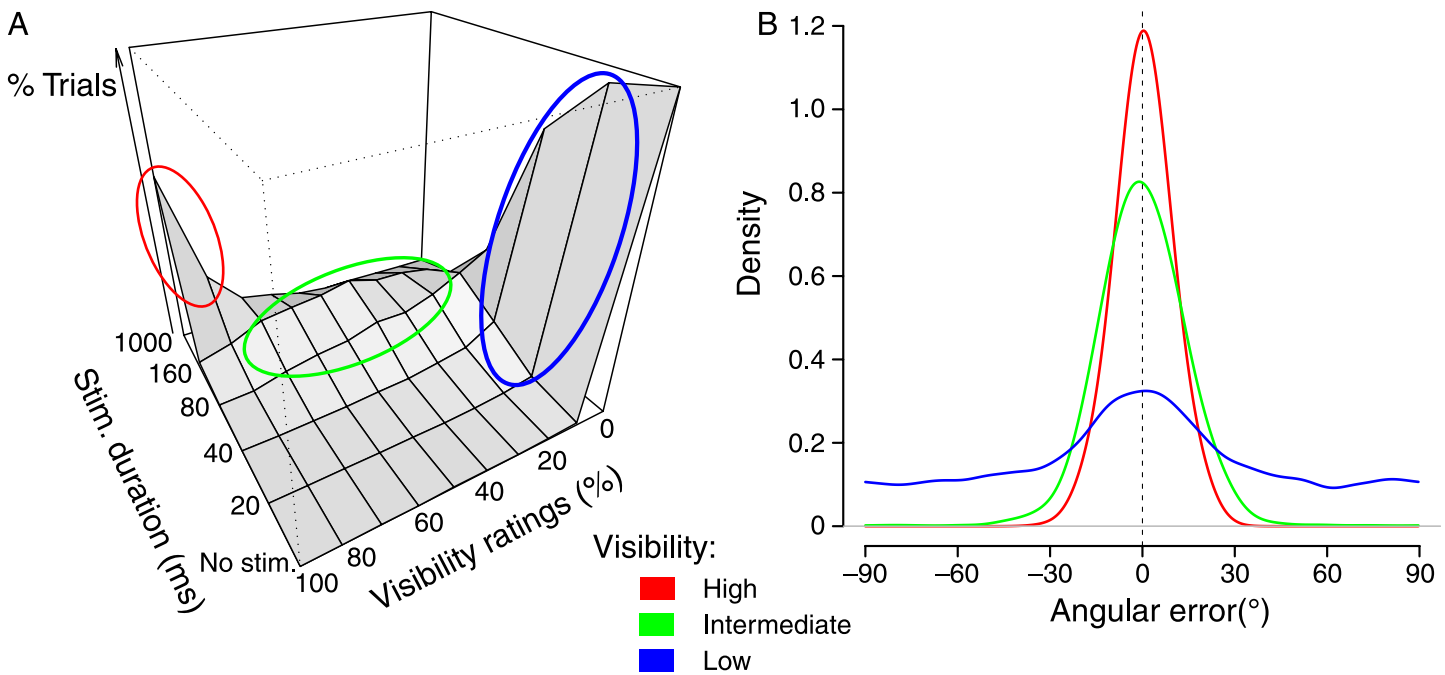 A
% Trials
1000
160
80
40
20
No stim.
Stim. duration (ms)
100
80
60
40
20
0
Visibility ratings (%)
Visibility:
High
Intermediate
Low
B
1.2
1.0
0.8
0.6
0.4
0.2
0
Density
–90
–60
–30
0
30
60
90
Angular error(°)